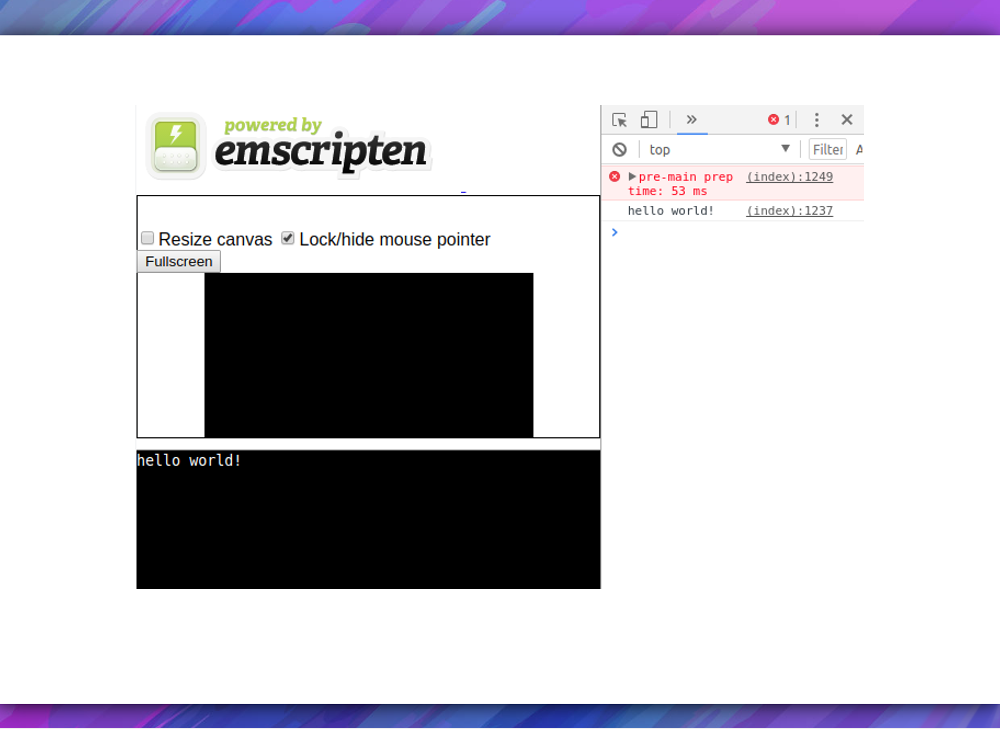 powered by
emscripten
Resize canvas Lock/hide mouse pointer
Fullscreen
hello world!
1
top Filter
pre-main prep (index):1249
time: 53 ms
hello world! (index):1237